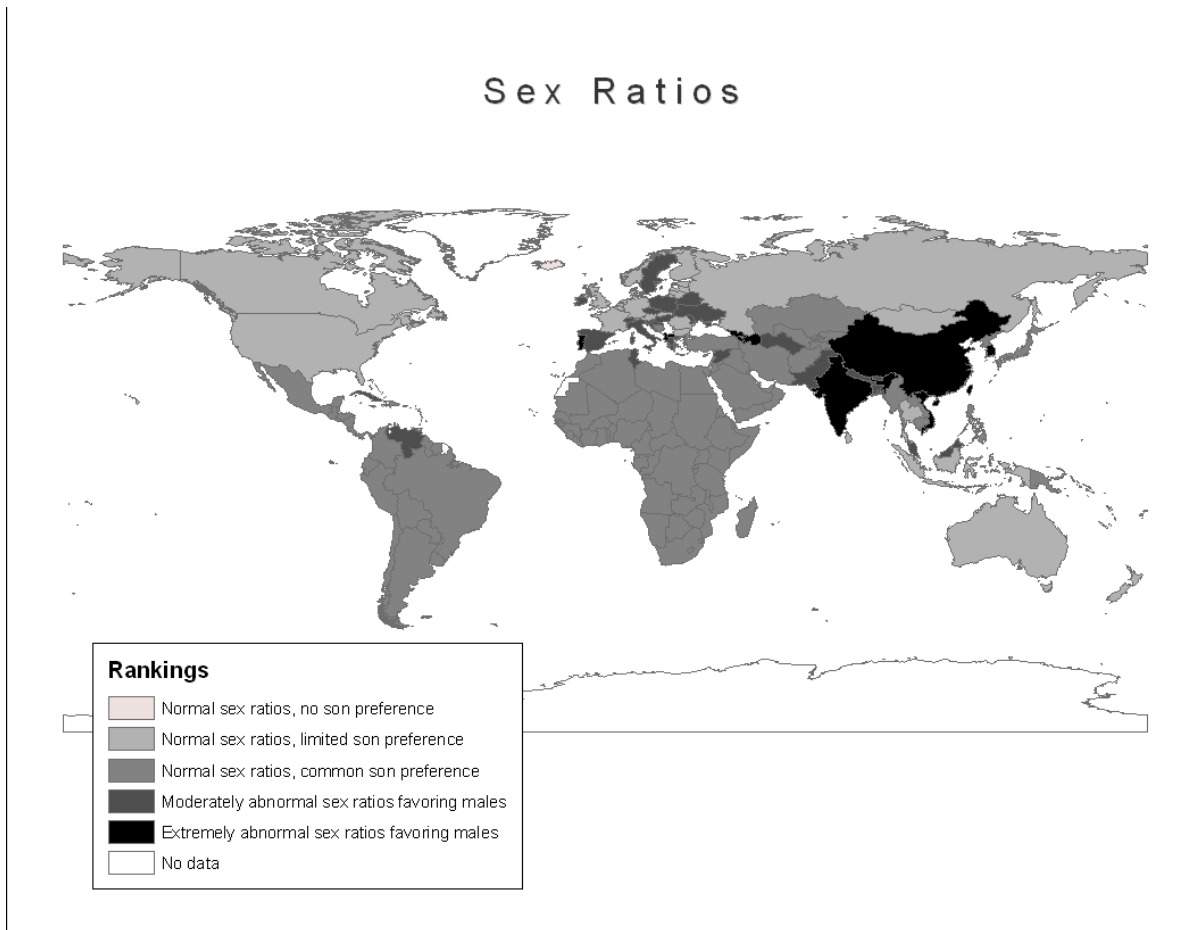 Sex Ratios
Rankings
Normal sex ratios, no son preference
Normal sex ratios, limited son preference
Normal sex ratios, common son preference
Moderately abnormal sex ratios favoring males
Extremely abnormal sex ratios favoring males
No data